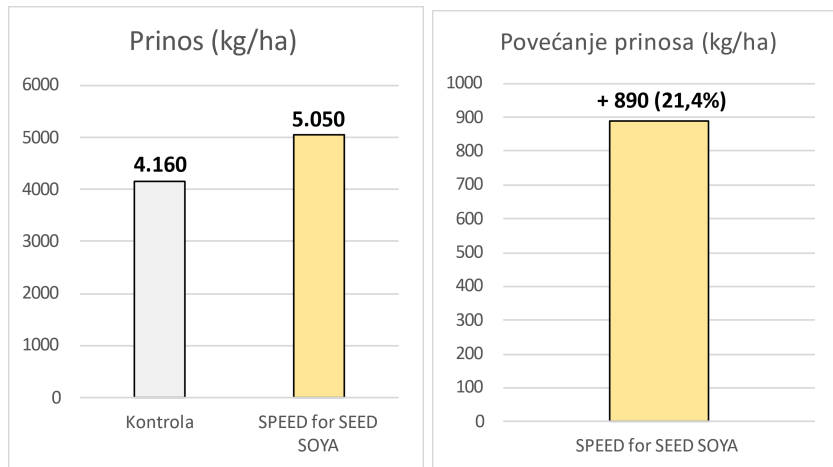 Prinos (kg/ha)
6000
5000
4000
3000
2000
1000
0
4.160
5.050
Kontrola
SPEED for SEED
SOYA
Povećanje prinosa (kg/ha)
1000
900
800
700
600
500
400
300
200
100
0
+ 890 (21,4%)
SPEED for SEED SOYA